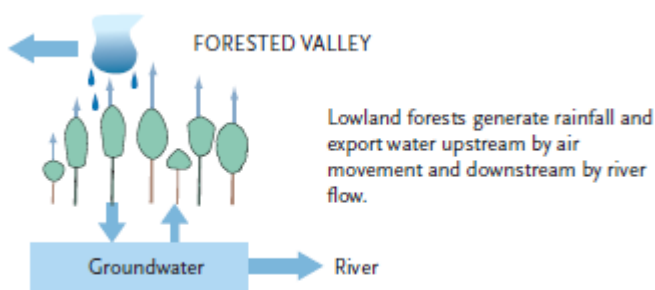 FORESTED VALLEY
Lowland forests generate rainfall and
export water upstream by air
movement and downstream by river
flow.
Groundwater
River